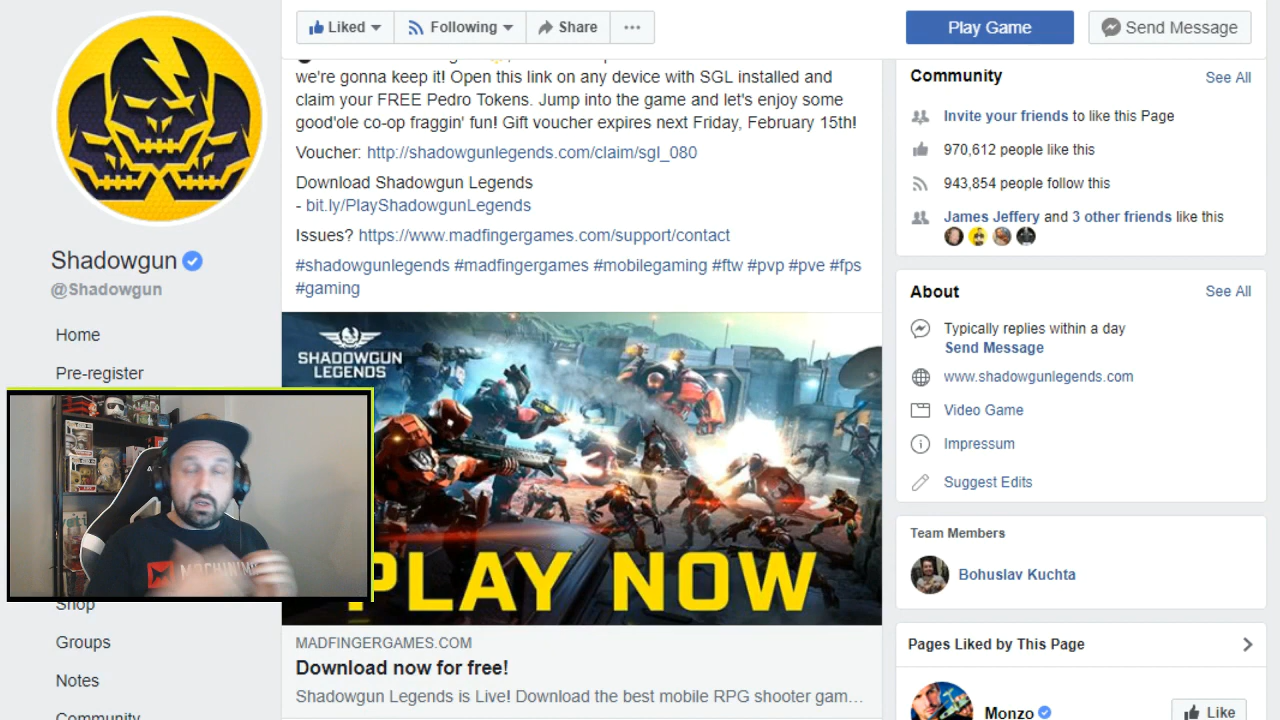 Liked
Following
Share
Play Game
Send Message
we're gonna keep it! Open this link on any device with SGL installed and
claim your FREE Pedro Tokens. Jump into the game and let's enjoy some
good'ole co-op fraggin' fun! Gift voucher expires next Friday, February 15th!
Voucher: http://shadowgunlegends.com/claim/sgl_080
Download Shadowgun Legends
- bit.ly/PlayShadowgunLegends
Issues? https://www.madfingergames.com/support/contact
#shadowgunlegends #madfingergames #mobilegaming #ftw #pvp #pve #fps
#gaming
Shadowgun
@Shadowgun
Home
Pre-register
Shop
Groups
Notes
Community
SHADOWGUN
LEGENDS
PLAY NOW
MADFINGERGAMES.COM
Download now for free!
Shadowgun Legends is Live! Download the best mobile RPG shooter gam…
Community
See All
Invite your friends to like this Page
970,612 people like this
943,854 people follow this
James Jeffery and 3 other friends like this
About
See All
Typically replies within a day
Send Message
www.shadowgunlegends.com
Video Game
Impressum
Suggest Edits
Team Members
Bohuslav Kuchta
Pages Liked by This Page
Monzo
Like